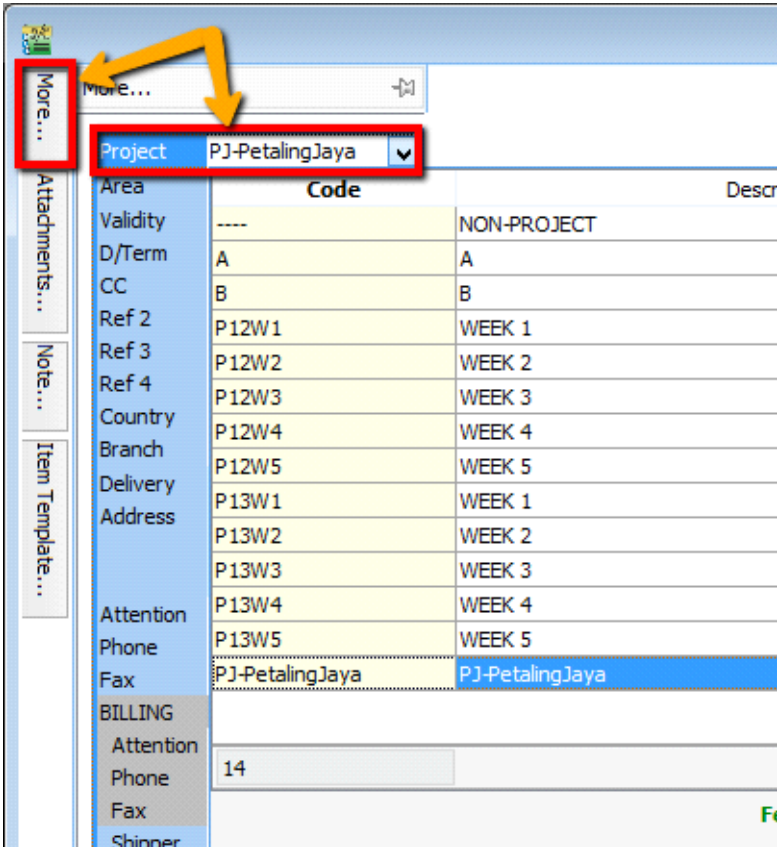 More...
Attachments...
Note...
Item Template...
More...
Project PJ-PetalingJaya
Area Code Descr
Validity ---- NON-PROJECT
D/Term A A
CC B B
Ref 2 P12W1 WEEK 1
Ref 3 P12W2 WEEK 2
Ref 4 P12W3 WEEK 3
Country P12W4 WEEK 4
Branch P12W5 WEEK 5
Delivery P13W1 WEEK 1
Address P13W2 WEEK 2
P13W3 WEEK 3
Attention P13W4 WEEK 4
Phone P13W5 WEEK 5
Fax PJ-PetalingJaya PJ-PetalingJaya
BILLING
Attention
Phone 14
Fax
Shipper